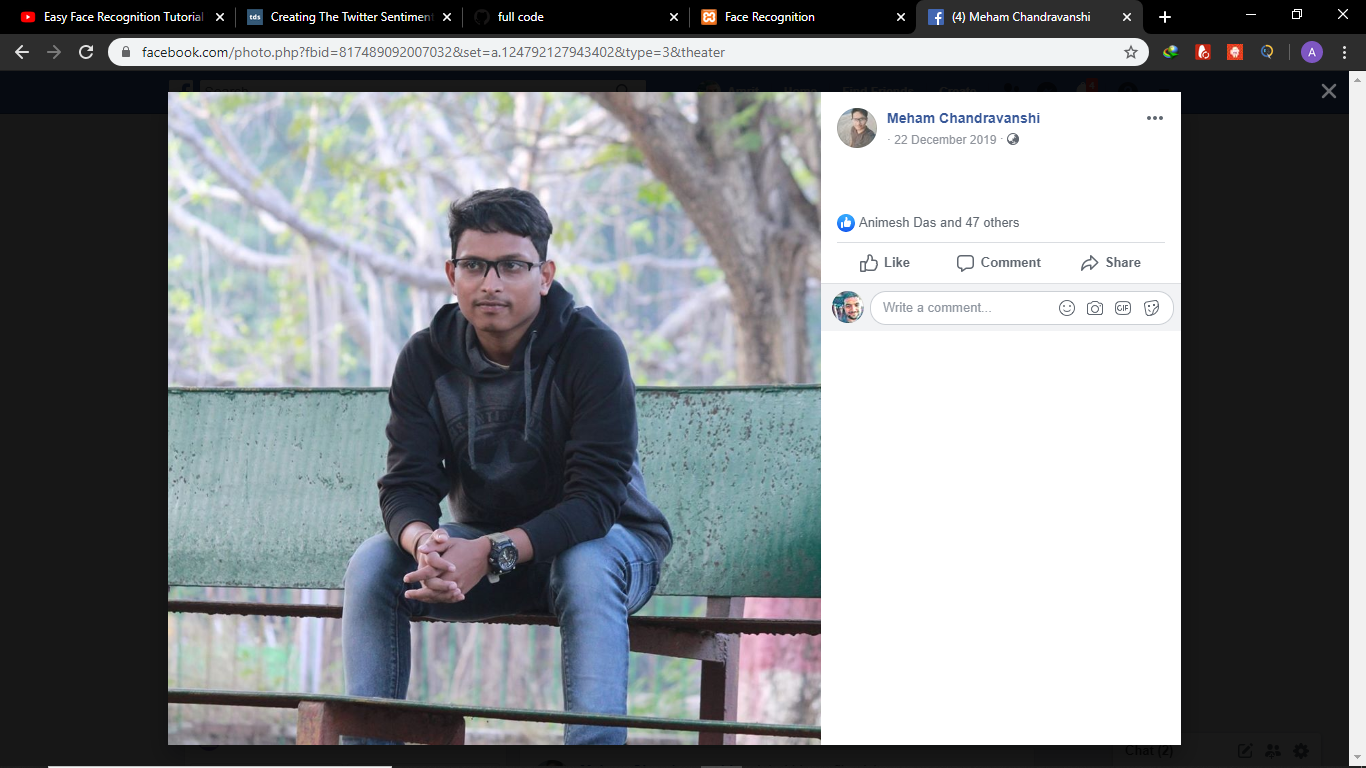 Easy Face Recognition Tutorial
Creating The Twitter Sentiment
full code
Face Recognition
(4) Meham Chandravanshi
facebook.com/photo.php?fbid=817489092007032&set=a.124792127943402&type=3&theater
A
Meham Chandravanshi
· 22 December 2019 ·
Animesh Das and 47 others
Like Comment Share
Write a comment...
GIF
Chat (2)